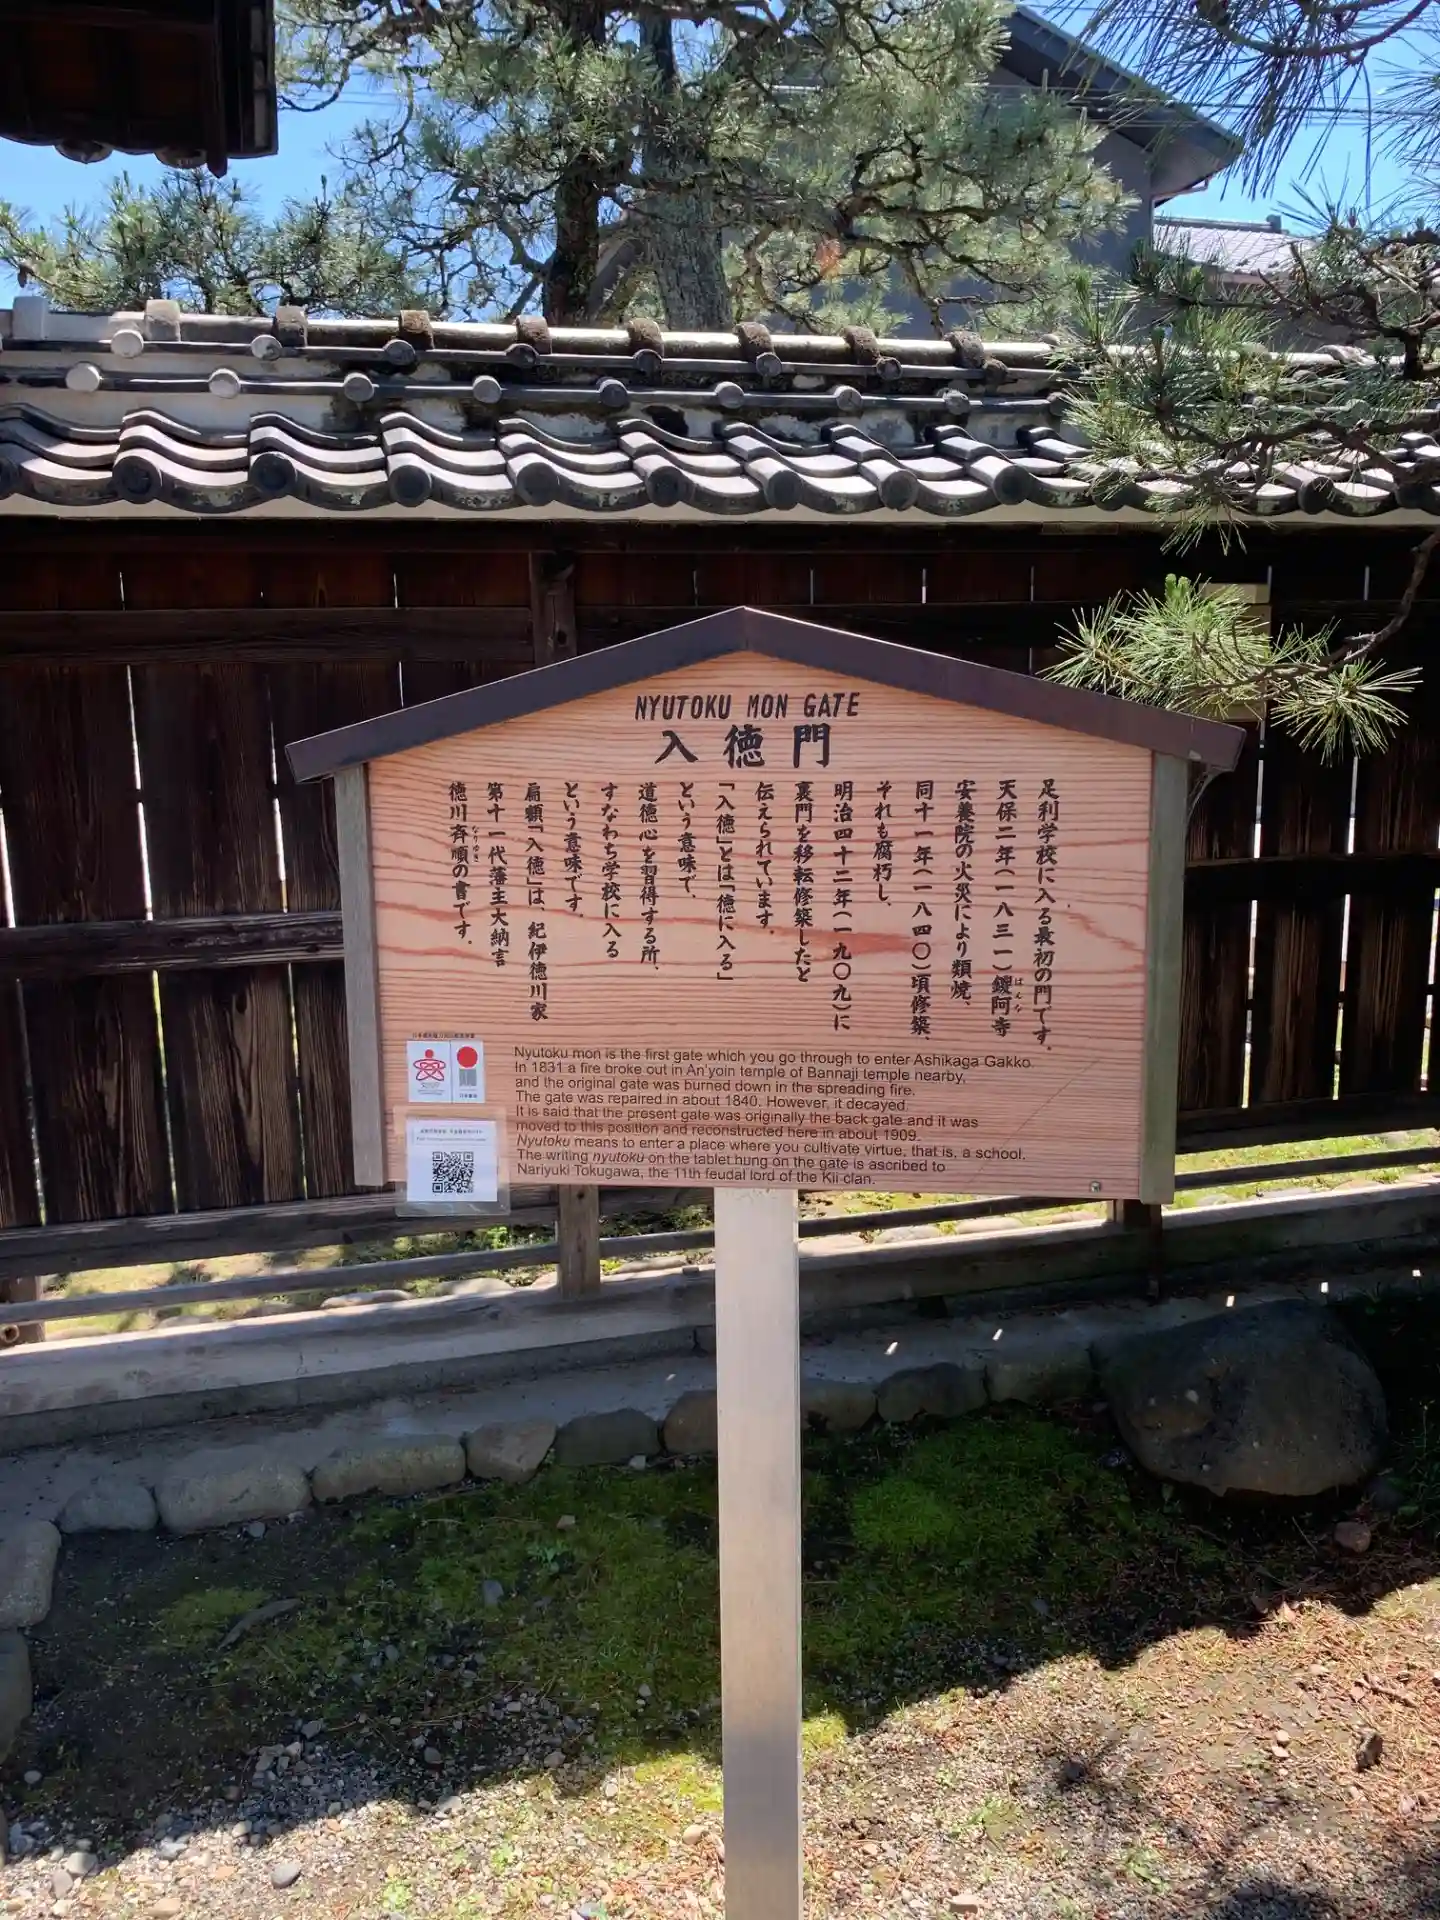 NYUTOKU MON GATE
入徳門
足利学校に入る最初の門です。
天保二年(一八三一)鑁阿寺
ばんな
安養院の火災により類焼、
同十一年(一八四〇)頃修築、
それも腐朽し、
明治四十二年(一九〇九)に
裏門を移転修築したと
伝えられています。
「入徳」とは「徳に入る」
という意味で、
道徳心を習得する所、
すなわち学校に入る
という意味です。
扁額「入徳」は、紀伊徳川家
第十一代藩主大納言
徳川斉順の書です。
なりゆき
Nyutoku mon is the first gate which you go through to enter Ashikaga Gakko.
In 1831 a fire broke out in An'yoin temple of Bannaji temple nearby,
and the original gate was burned down in the spreading fire.
The gate was repaired in about 1840. However, it decayed.
It is said that the present gate was originally the back gate and it was
moved to this position and reconstructed here in about 1909.
Nyutoku means to enter a place where you cultivate virtue, that is, a school.
The writing nyutoku on the tablet hung on the gate is ascribed to
Nariyuki Tokugawa, the 11th feudal lord of the Kii clan.